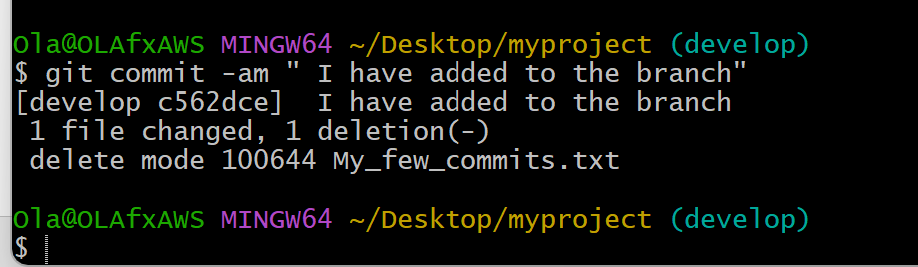 Ola@OLAfxAWS MINGW64 ~/Desktop/myproject (develop)
$ git commit -am " I have added to the branch"
[develop c562dce]  I have added to the branch
 1 file changed, 1 deletion(-)
 delete mode 100644 My_few_commits.txt

Ola@OLAfxAWS MINGW64 ~/Desktop/myproject (develop)
$